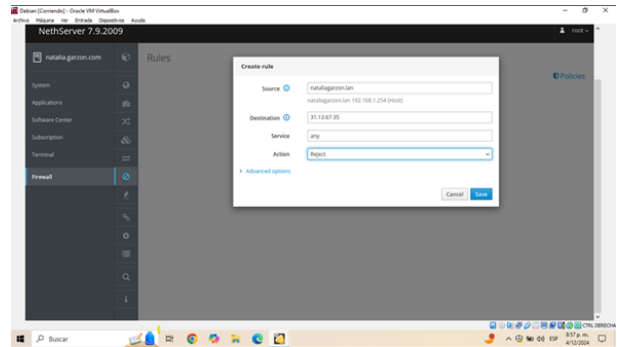 Debian [Corriendo] - Oracle VM VirtualBox
Archivo Máquina Ver Entrada Dispositivos Ayuda
NethServer 7.9.2009
root
natalia.garzon.com
Rules
Policies
System
Applications
Software Center
Subscription
Terminal
Firewall
Create rule
Source
nataliagarzon.lan
nataliagarzon.lan 192.168.1.254 (Host)
Destination
31.13.67.35
Service
any
Action
Reject
Advanced options
Cancel
Save
CTRL DERECHA
Buscar
ESP
8:57 p. m.
4/12/2024